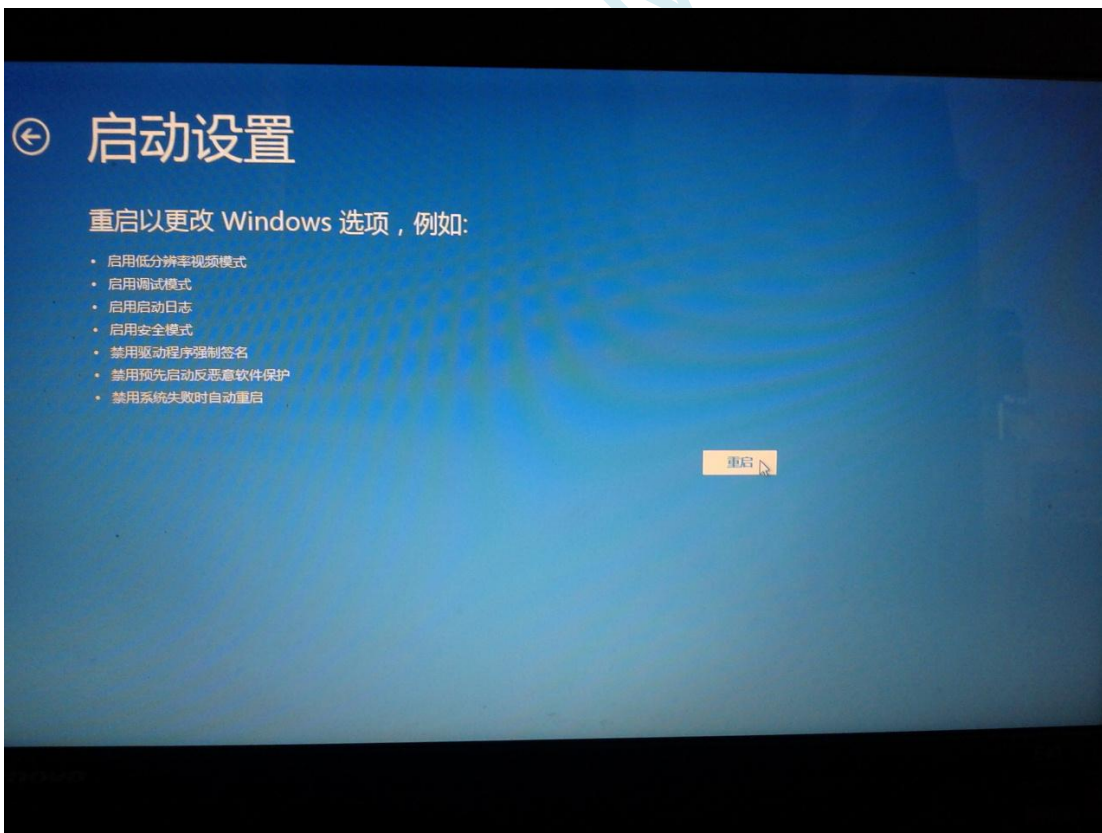 启动设置
重启以更改 Windows 选项，例如:
• 启用低分辨率视频模式
• 启用调试模式
• 启用启动日志
• 启用安全模式
• 禁用驱动程序强制签名
• 禁用预先启动反恶意软件保护
• 禁用系统失败时自动重启
重启